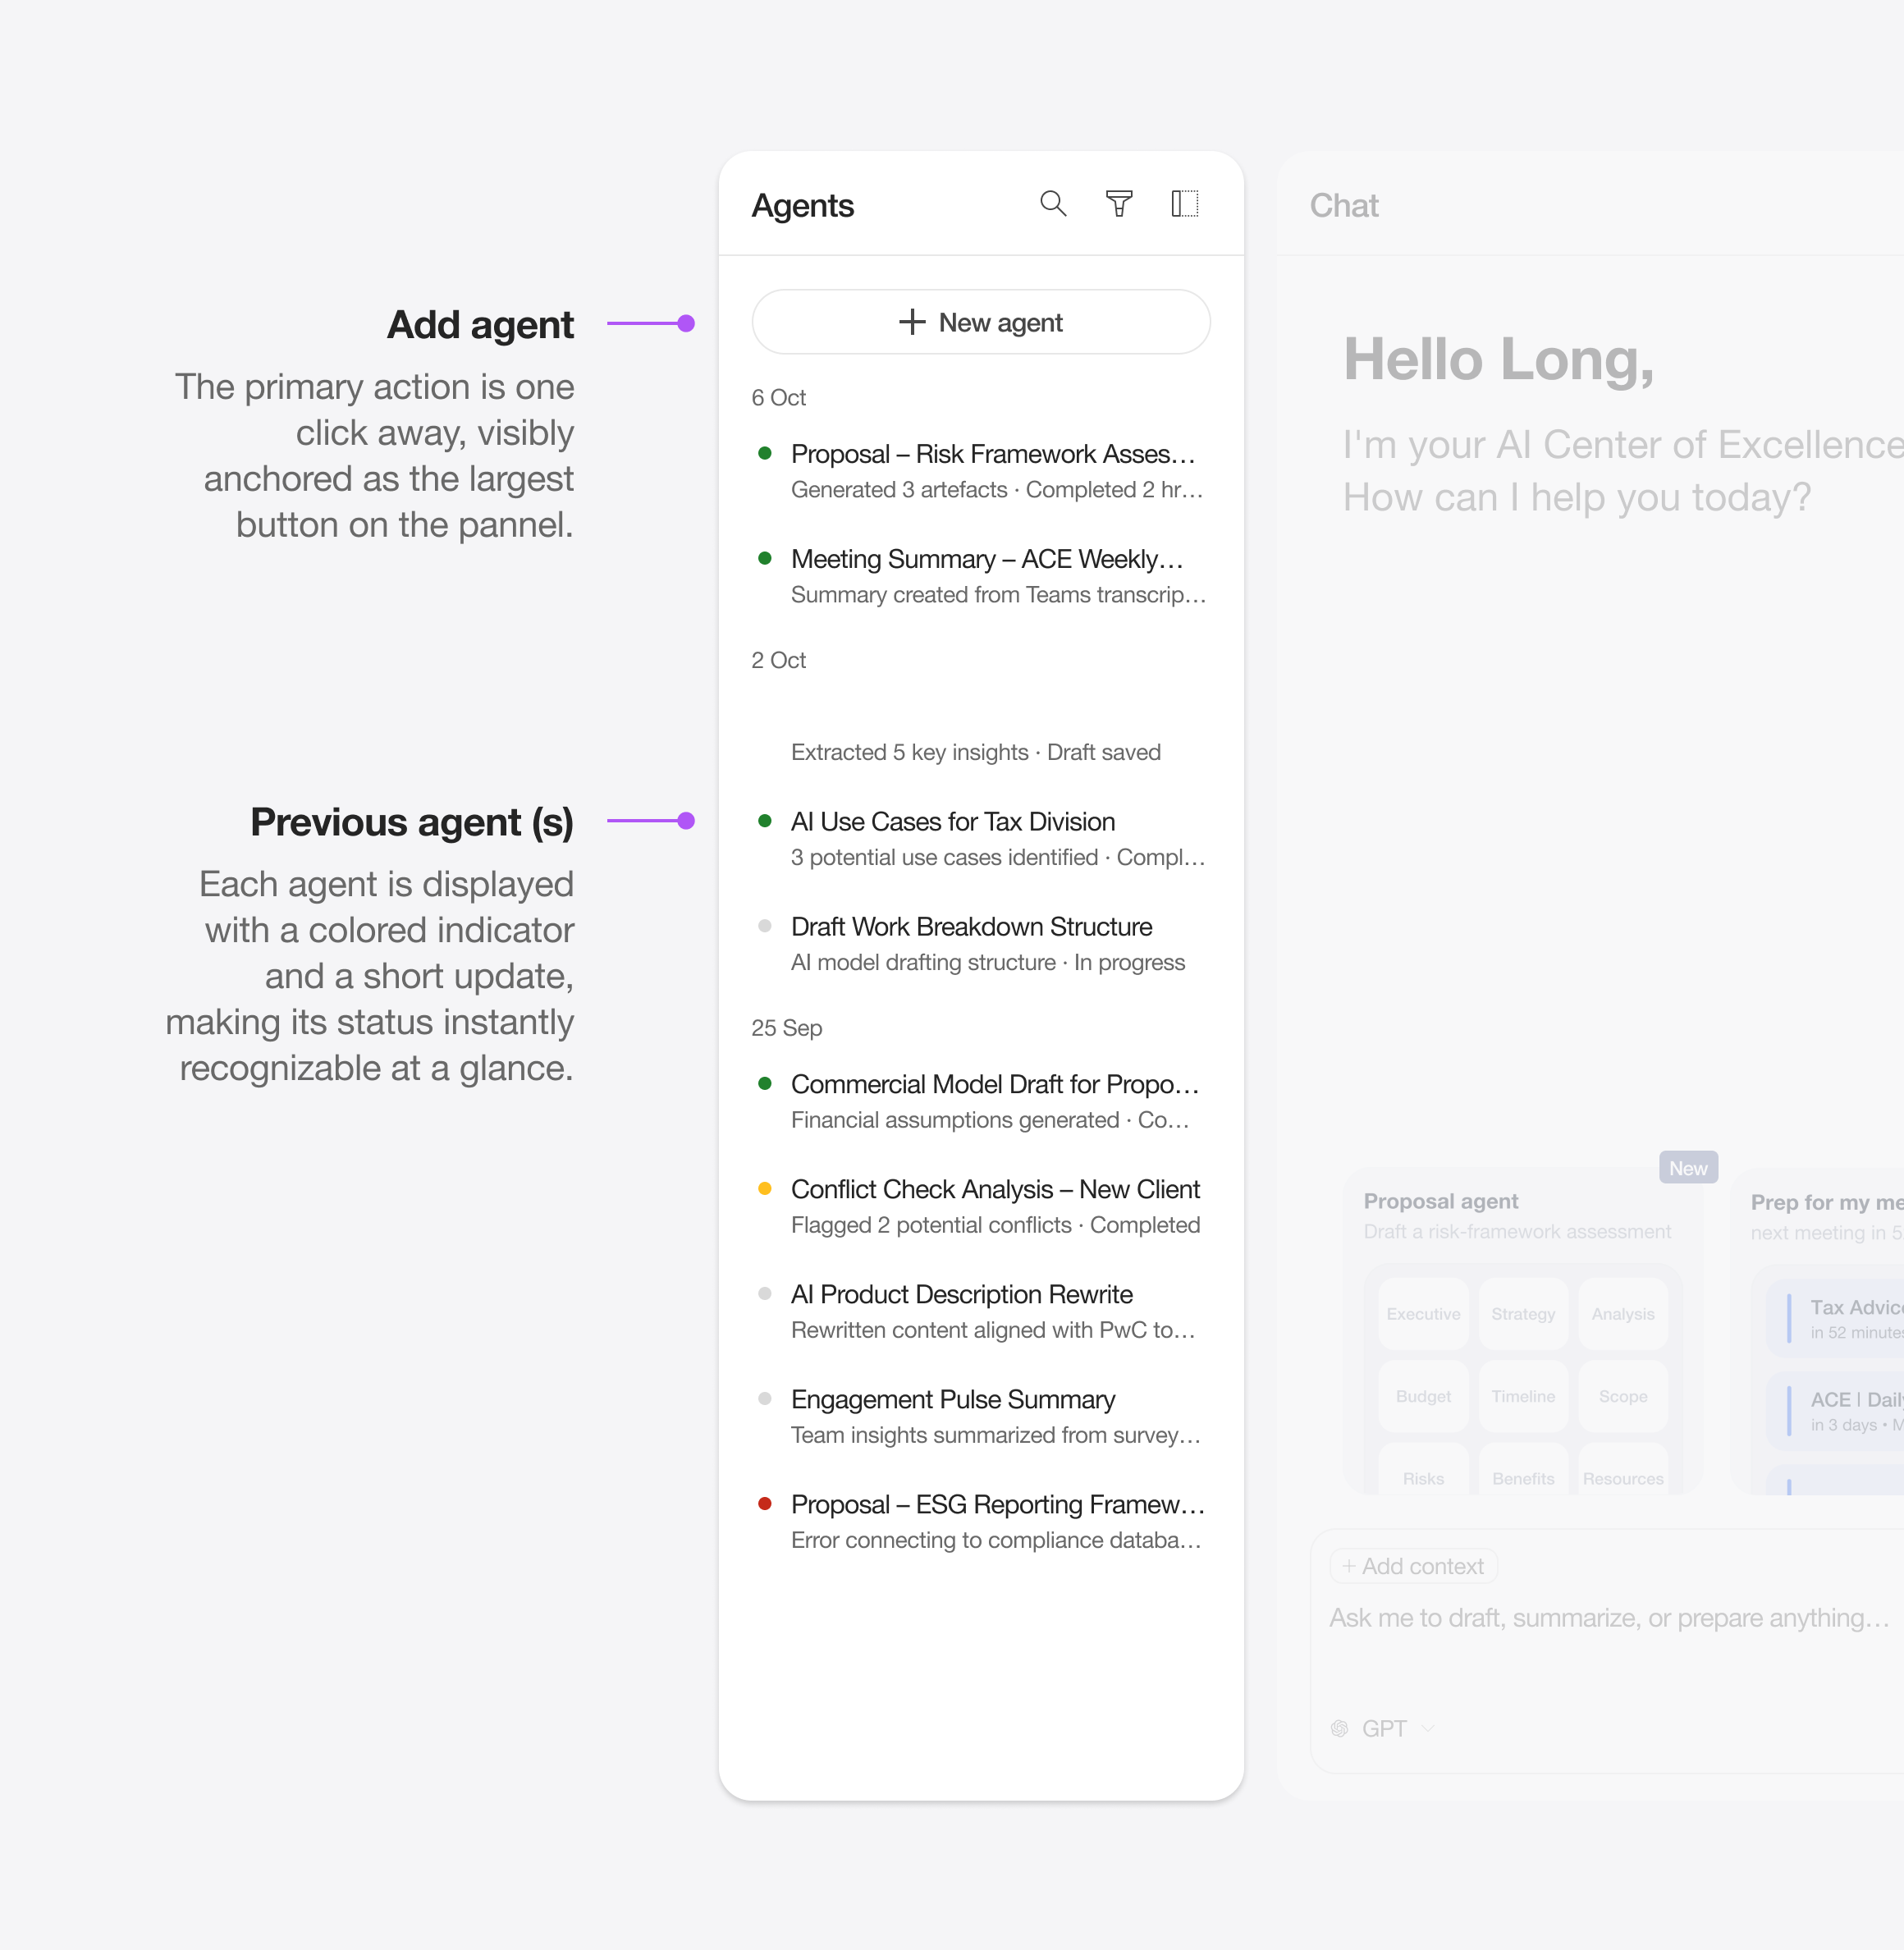 Add agent
The primary action is one
click away, visibly
anchored as the largest
button on the pannel.
Previous agent (s)
Each agent is displayed
with a colored indicator
and a short update,
making its status instantly
recognizable at a glance.
Agents
New agent
6 Oct
Proposal – Risk Framework Asses…
Generated 3 artefacts · Completed 2 hr…
Meeting Summary – ACE Weekly…
Summary created from Teams transcrip…
2 Oct
Extracted 5 key insights · Draft saved
AI Use Cases for Tax Division
3 potential use cases identified · Compl…
Draft Work Breakdown Structure
AI model drafting structure · In progress
25 Sep
Commercial Model Draft for Propo…
Financial assumptions generated · Co…
Conflict Check Analysis – New Client
Flagged 2 potential conflicts · Completed
AI Product Description Rewrite
Rewritten content aligned with PwC to…
Engagement Pulse Summary
Team insights summarized from survey…
Proposal – ESG Reporting Framew…
Error connecting to compliance databa…
Chat
Hello Long,
I'm your AI Center of Excellence
How can I help you today?
New
Proposal agent
Draft a risk-framework assessment
Executive Strategy Analysis
Budget Timeline Scope
Risks Benefits Resources
Prep for my me
next meeting in 5
Tax Advic
in 52 minutes
ACE | Daily
in 3 days • M
+ Add context
Ask me to draft, summarize, or prepare anything…
GPT